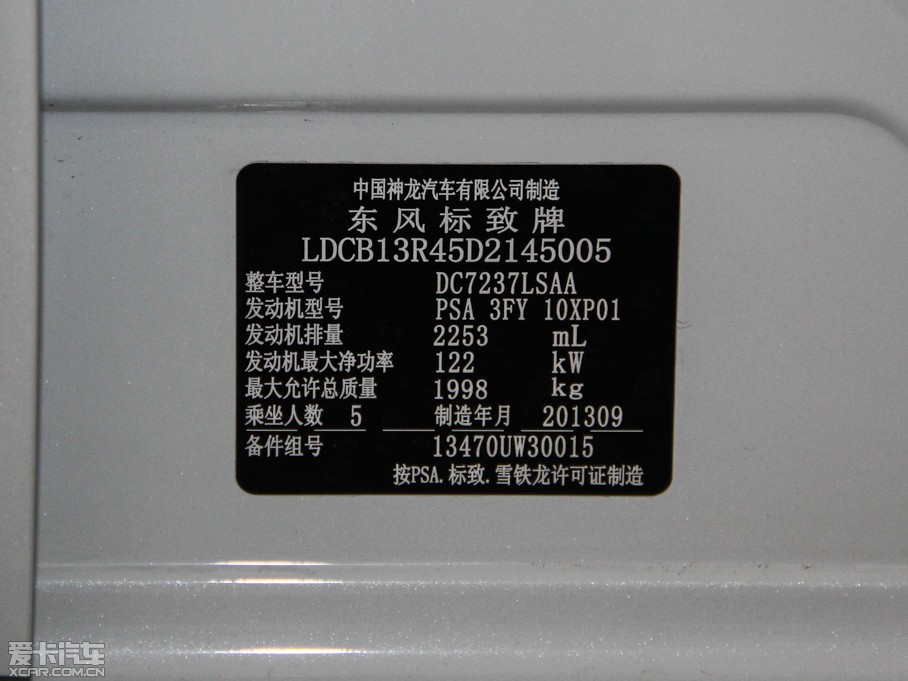 中国神龙汽车有限公司制造
东风标致牌
LDCB13R45D2145005
整车型号 DC7237LSAA
发动机型号 PSA 3FY 10XP01
发动机排量 2253 mL
发动机最大净功率 122 kW
最大允许总质量 1998 kg
乘坐人数 5 制造年月 201309
备件组号 13470UW30015
按PSA.标致.雪铁龙许可证制造
爱卡汽车
XCAR.COM.CN